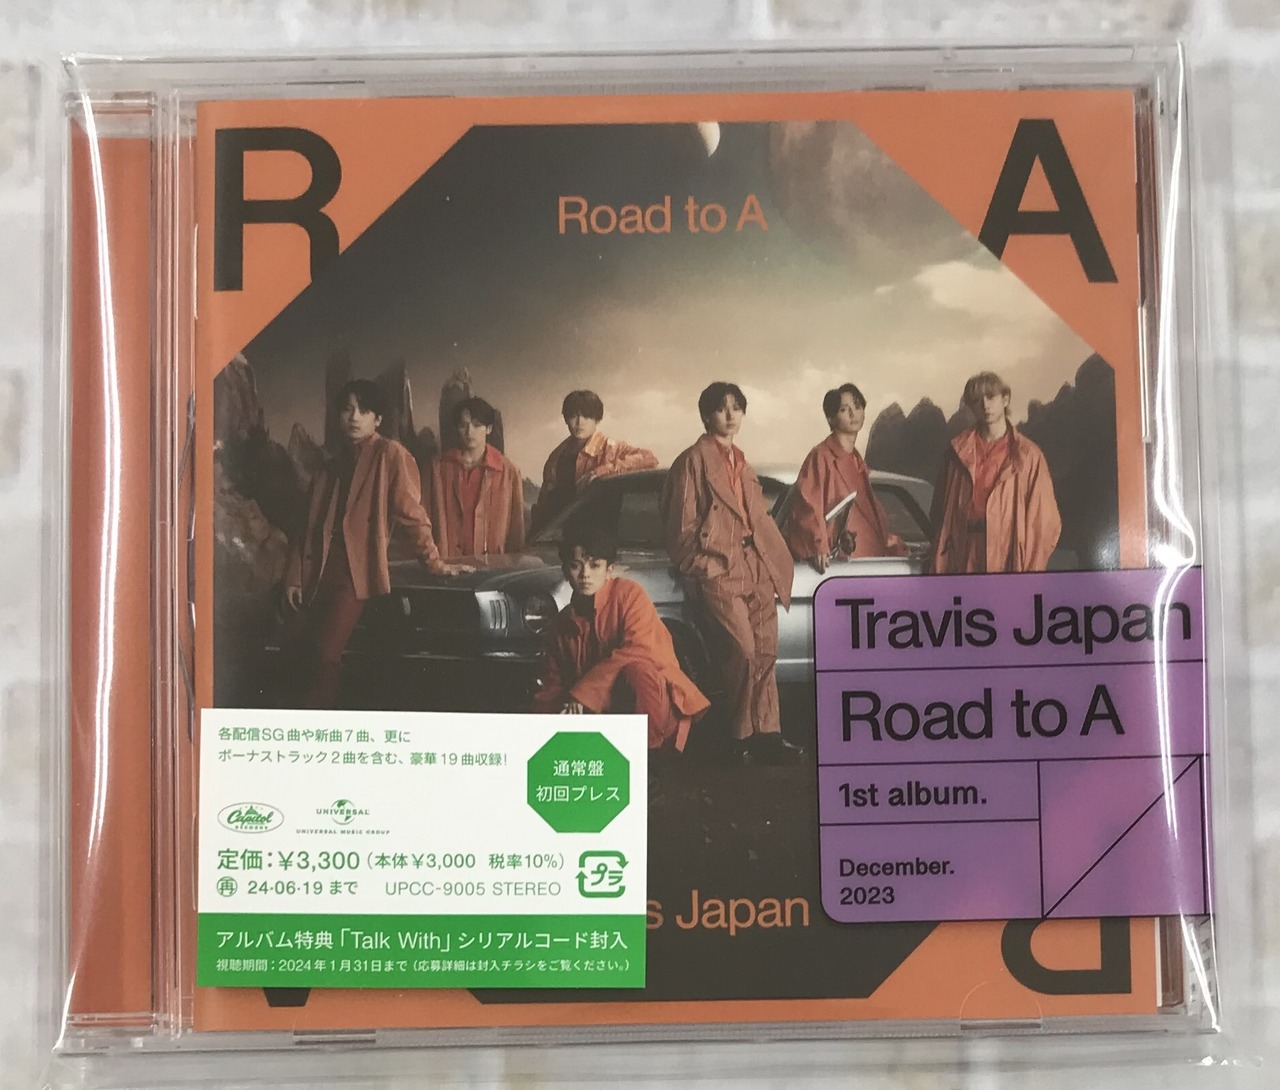 R
A
Road to A
Travis Japan
Road to A
1st album.
December.
2023
各配信SG曲や新曲7曲、更に
ボーナストラック2曲を含む、豪華19曲収録!
通常盤
初回プレス
Capitol
RECORDS
UNIVERSAL
UNIVERSAL MUSIC GROUP
定価:¥3,300(本体¥3,000 税率10%)
再 24・06・19 まで UPCC-9005 STEREO
プラ
s Japan
アルバム特典「Talk With」シリアルコード封入
視聴期間:2024年1月31日まで(応募詳細は封入チラシをご覧ください。)
R